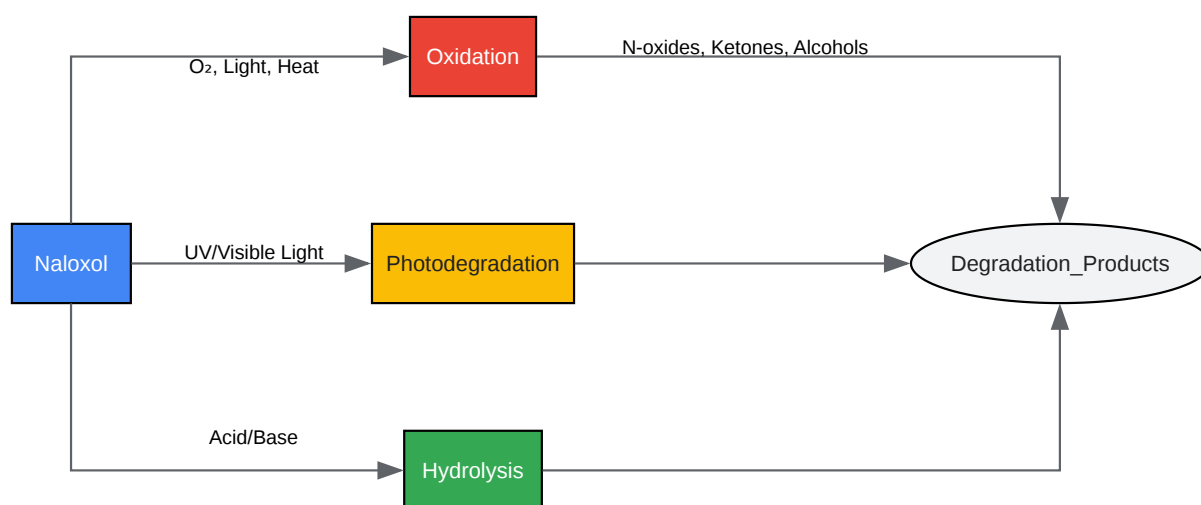 Oxidation
N-oxides, Ketones, Alcohols
O₂, Light, Heat
Naloxol
UV/Visible Light
Photodegradation
Degradation_Products
Acid/Base
Hydrolysis